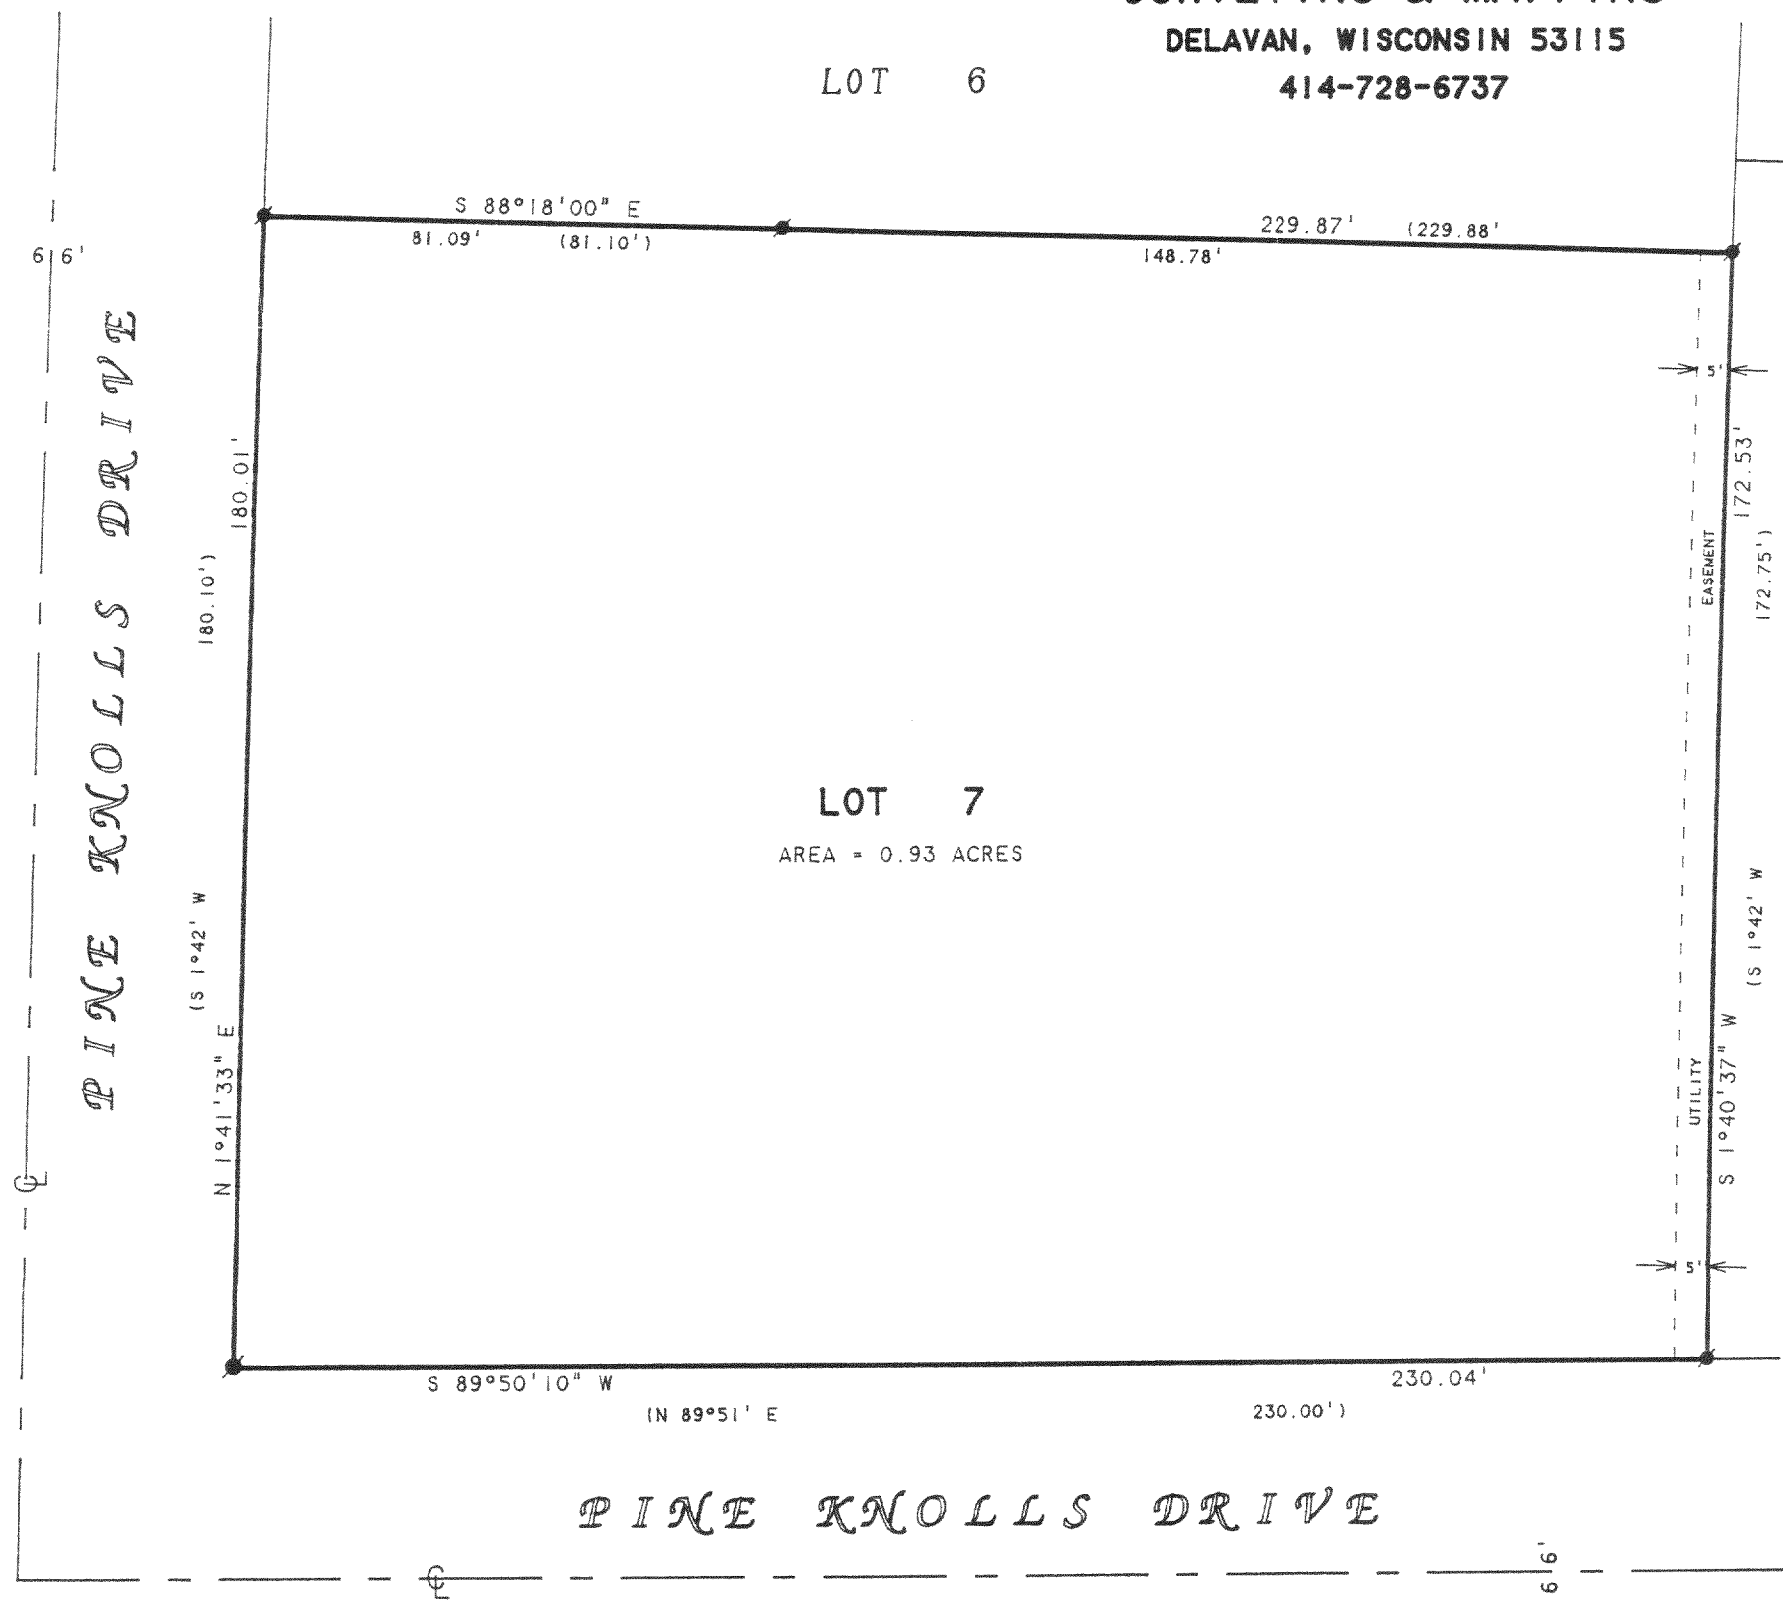 DELAVAN, WISCONSIN 53115
414-728-6737
LOT 6
S 88°18'00" E
229.87' (229.88'
81.09' (81.10')
148.78'
66'
PINE KNOLLS DRIVE
180.01'
180.10')
(S 1°42' W
N 1°41'33" E
5'
172.53'
172.75')
EASEMENT
LOT 7
AREA = 0.93 ACRES
(S 1°42' W
UTILITY
S 1°40'37" W
5'
S 89°50'10" W
230.04'
(N 89°51' E
230.00')
PINE KNOLLS DRIVE
66'